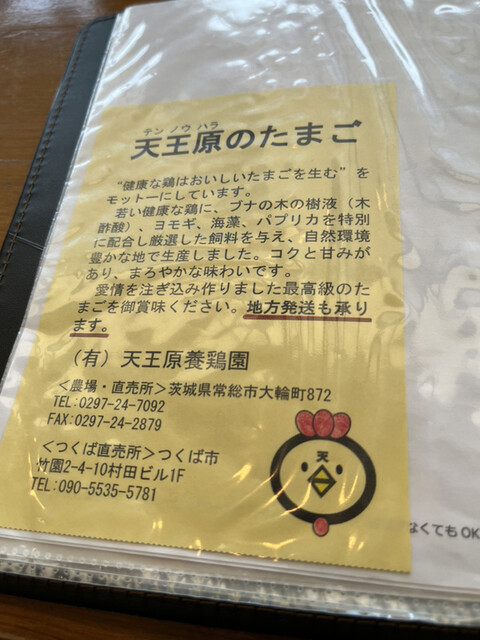 テン ノウ ハラ
天王原のたまご
“健康な鶏はおいしいたまごを生む”を
モットーにしています。
若い健康な鶏に、ブナの木の樹液（木
酢酸）、ヨモギ、海藻、パプリカを特別
に配合し厳選した飼料を与え、自然環境
豊かな地で生産しました。コクと甘みが
あり、まろやかな味わいです。
愛情を注ぎ込み作りました最高級のた
まごを御賞味ください。地方発送も承り
ます。
（有）天王原養鶏園
＜農場・直売所＞茨城県常総市大輪町872
TEL:0297-24-7092
FAX:0297-24-2879
＜つくば直売所＞つくば市
竹園2-4-10村田ビル1F
TEL:090-5535-5781
天
なくてもOK